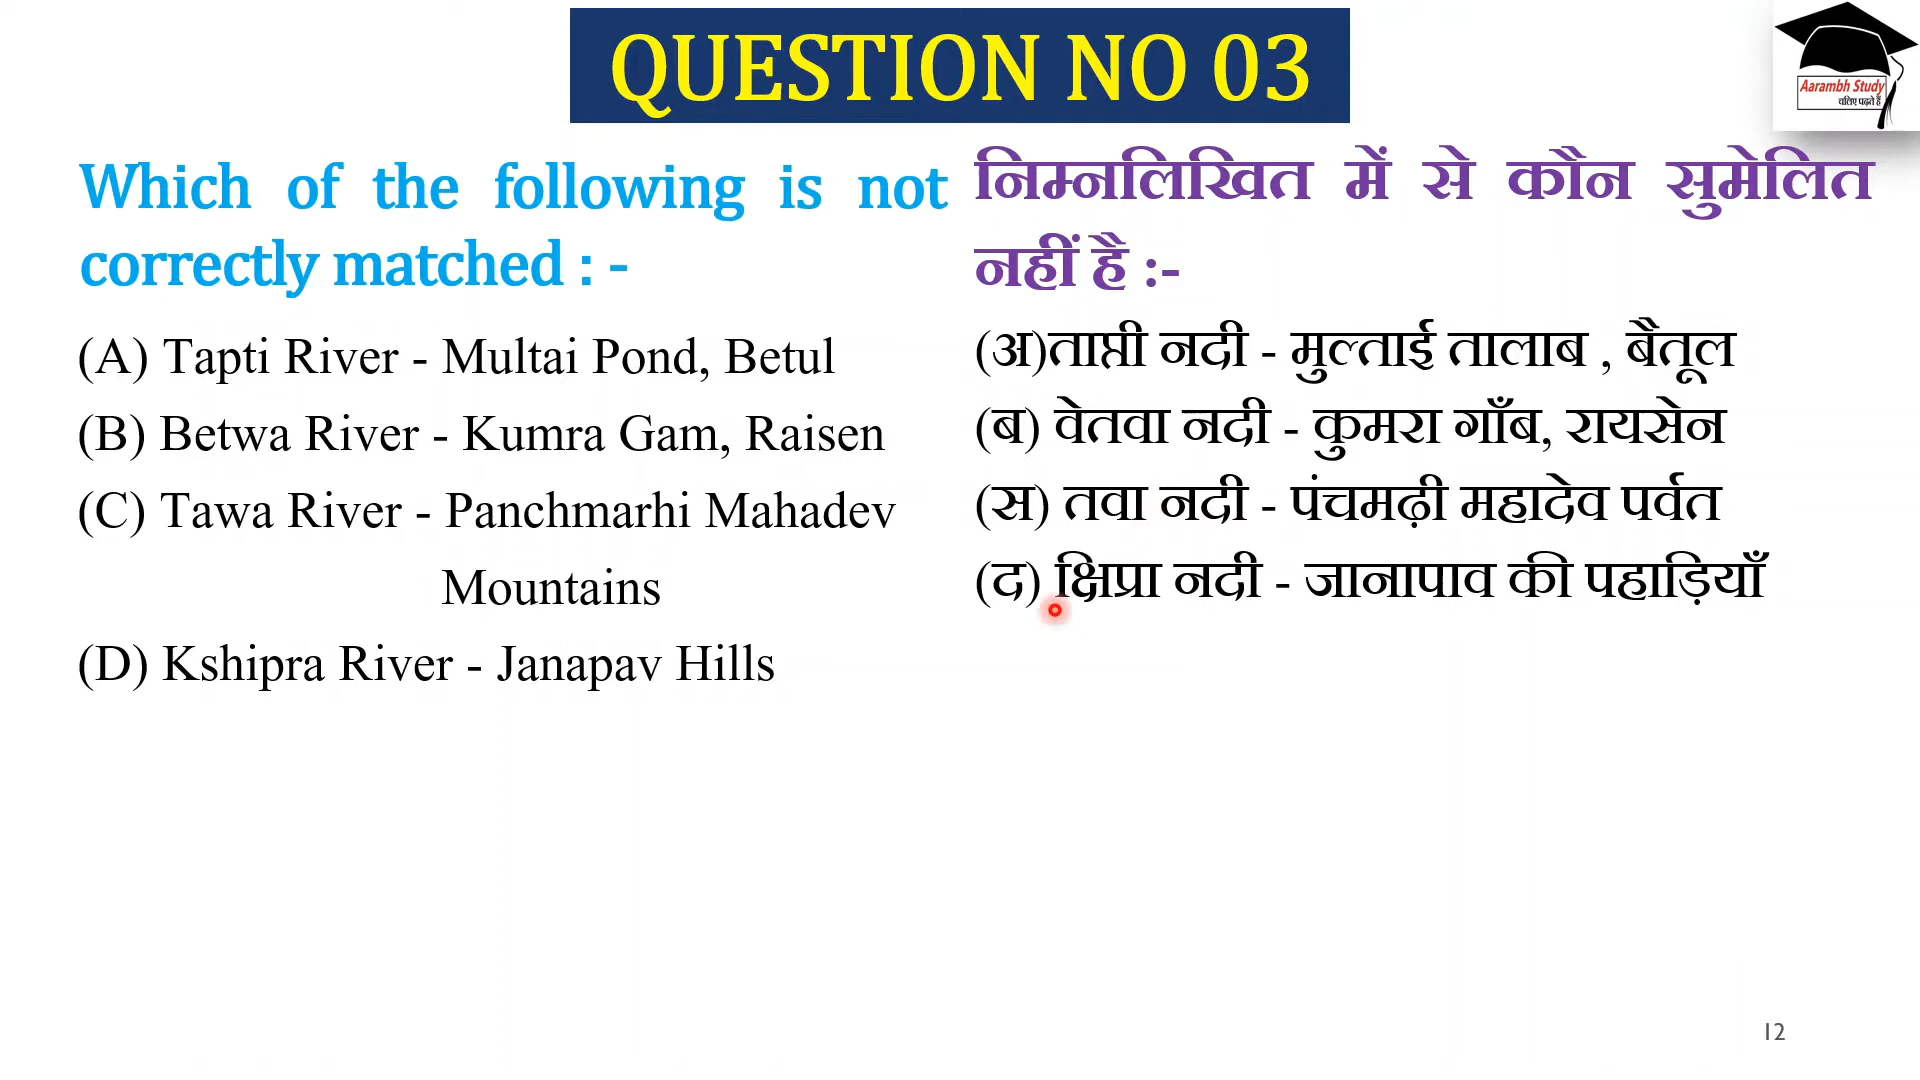 QUESTION NO 03
Aarambh Study
चलिए पढ़ते हैं
Which of the following is not
correctly matched : -
(A) Tapti River - Multai Pond, Betul
(B) Betwa River - Kumra Gam, Raisen
(C) Tawa River - Panchmarhi Mahadev
Mountains
(D) Kshipra River - Janapav Hills
निम्नलिखित में से कौन सुमेलित
नहीं है :-
(अ)ताप्ती नदी - मुल्ताई तालाब , बैतूल
(ब) वेतवा नदी - कुमरा गाँब, रायसेन
(स) तवा नदी - पंचमढ़ी महादेव पर्वत
(द) क्षिप्रा नदी - जानापाव की पहाड़ियाँ
12